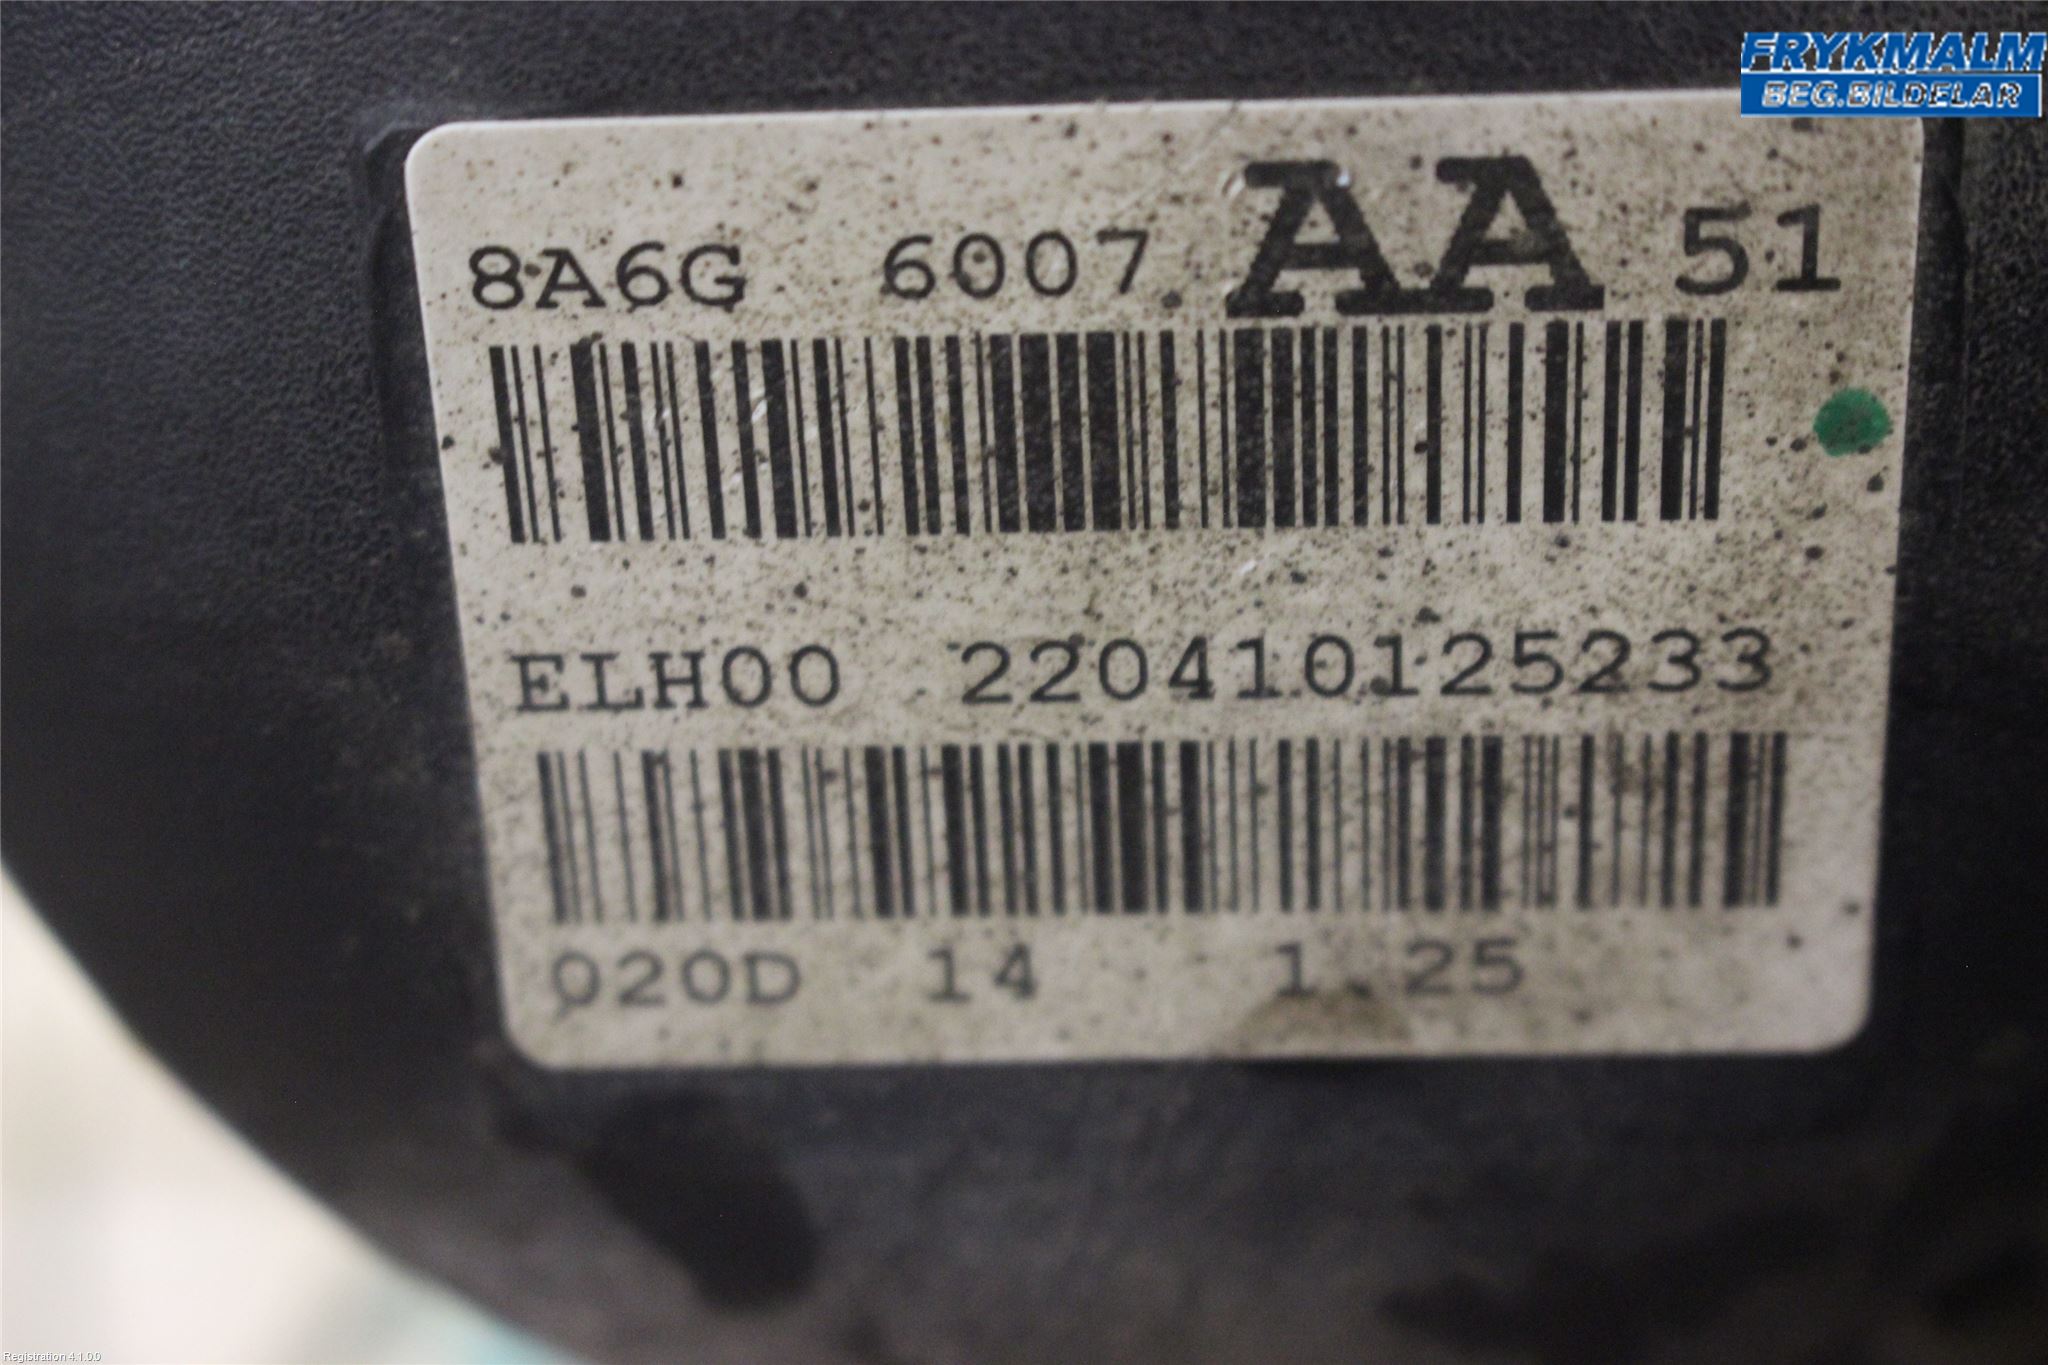 FRYKMALM
BEG.BILDELAR
8A6G 6007 AA 51
ELH00 220410125233
020D 14 1.25
Registration 4.1.0.0